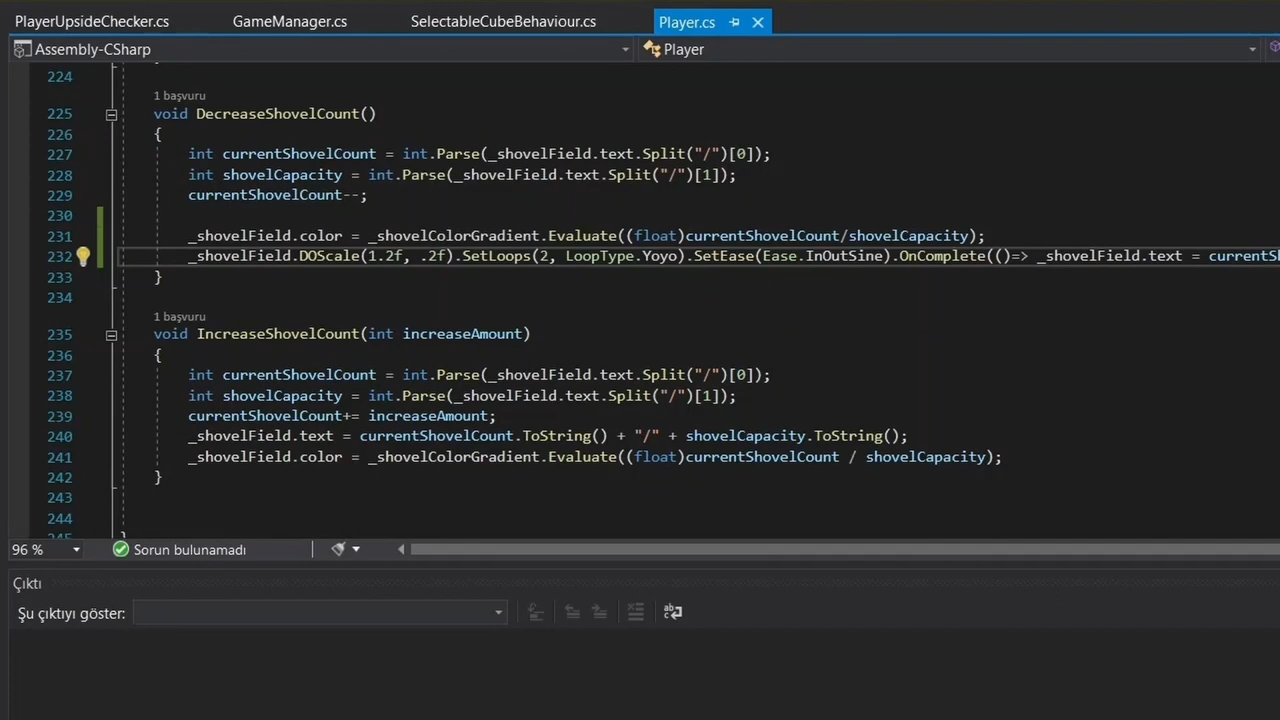 PlayerUpsideChecker.cs GameManager.cs SelectableCubeBehaviour.cs Player.cs
Assembly-CSharp Player
224
1 başvuru
225 void DecreaseShovelCount()
226 {
227 int currentShovelCount = int.Parse(_shovelField.text.Split("/")[0]);
228 int shovelCapacity = int.Parse(_shovelField.text.Split("/")[1]);
229 currentShovelCount--;
230
231 _shovelField.color = _shovelColorGradient.Evaluate((float)currentShovelCount/shovelCapacity);
232 _shovelField.DOScale(1.2f, .2f).SetLoops(2, LoopType.Yoyo).SetEase(Ease.InOutSine).OnComplete(()=> _shovelField.text = currentSh
233 }
234
1 başvuru
235 void IncreaseShovelCount(int increaseAmount)
236 {
237 int currentShovelCount = int.Parse(_shovelField.text.Split("/")[0]);
238 int shovelCapacity = int.Parse(_shovelField.text.Split("/")[1]);
239 currentShovelCount+= increaseAmount;
240 _shovelField.text = currentShovelCount.ToString() + "/" + shovelCapacity.ToString();
241 _shovelField.color = _shovelColorGradient.Evaluate((float)currentShovelCount / shovelCapacity);
242 }
243
244
245 }
96 % Sorun bulunamadı
Çıktı
Şu çıktıyı göster: